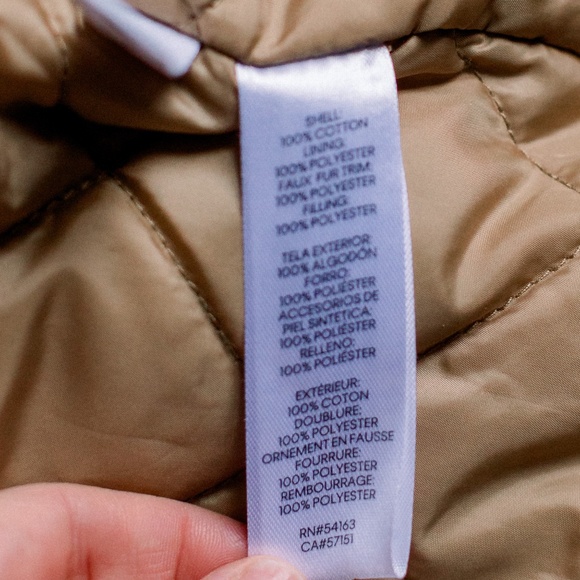 SHELL:
100% COTTON
LINING:
100% POLYESTER
FAUX FUR TRIM:
100% POLYESTER
FILLING:
100% POLYESTER
TELA EXTERIOR:
100% ALGODÓN
FORRO:
100% POLIÉSTER
ACCESORIOS DE
PIEL SINTETICA:
100% POLIÉSTER
RELLENO:
100% POLIÉSTER
EXTÉRIEUR:
100% COTON
DOUBLURE:
100% POLYESTER
ORNEMENT EN FAUSSE
FOURRURE:
100% POLYESTER
REMBOURRAGE:
100% POLYESTER
RN#54163
CA#57151